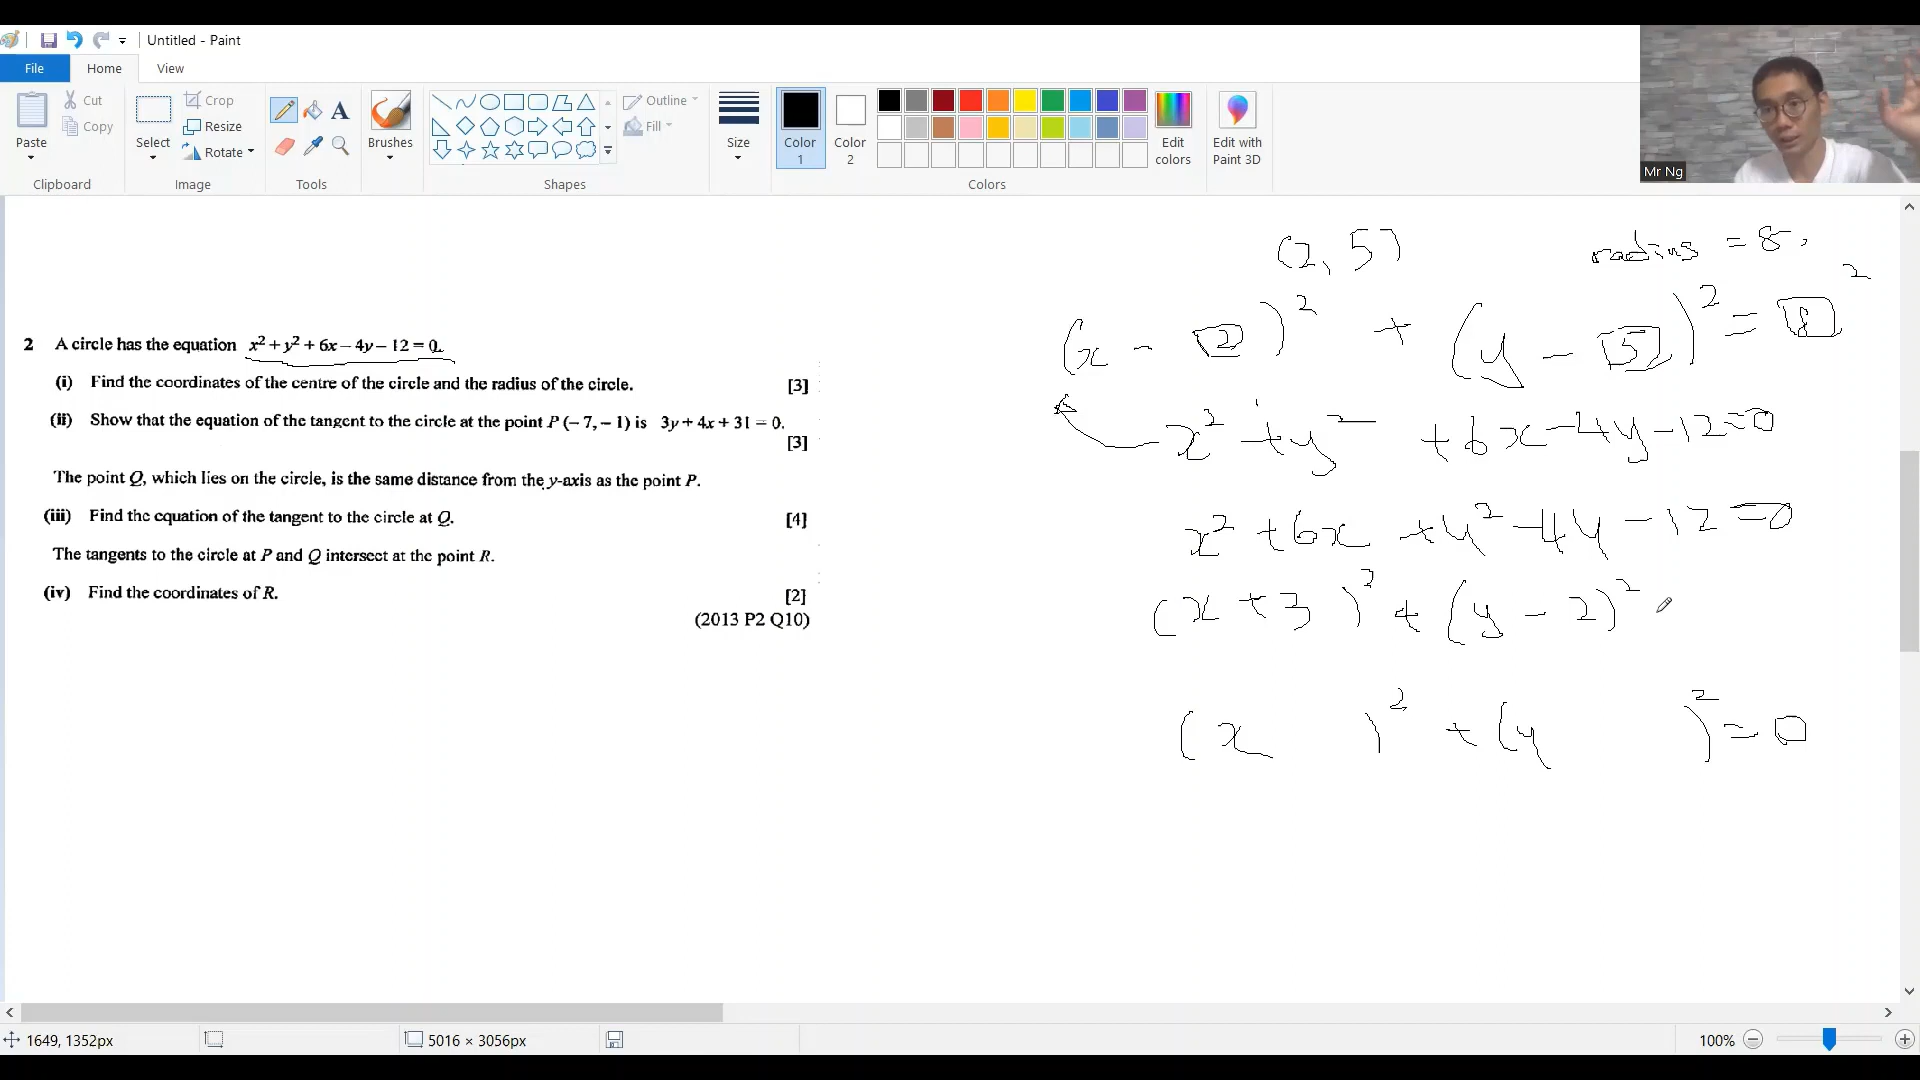 Untitled - Paint
File Home View
Paste
Cut
Copy
Clipboard
Select
Crop
Resize
Rotate
Image
Tools
Brushes
Outline
Fill
Shapes
Size
Color 1
Color 2
Edit colors
Colors
Edit with Paint 3D
Mr Ng
2 A circle has the equation x² + y² + 6x – 4y – 12 = 0.
(i) Find the coordinates of the centre of the circle and the radius of the circle. [3]
(ii) Show that the equation of the tangent to the circle at the point P (– 7, – 1) is 3y + 4x + 31 = 0.
[3]
The point Q, which lies on the circle, is the same distance from the y-axis as the point P.
(iii) Find the equation of the tangent to the circle at Q. [4]
The tangents to the circle at P and Q intersect at the point R.
(iv) Find the coordinates of R. [2]
(2013 P2 Q10)
(2, 5) radius = 8.
(x - 2)² + (y - 5)² = 8²
x² + y² + 6x - 4y - 12 = 0
x² + 6x + y² - 4y - 12 = 0
(x + 3)² + (y - 2)²
(x )² + (y )² = □
1649, 1352px
5016 × 3056px
100%